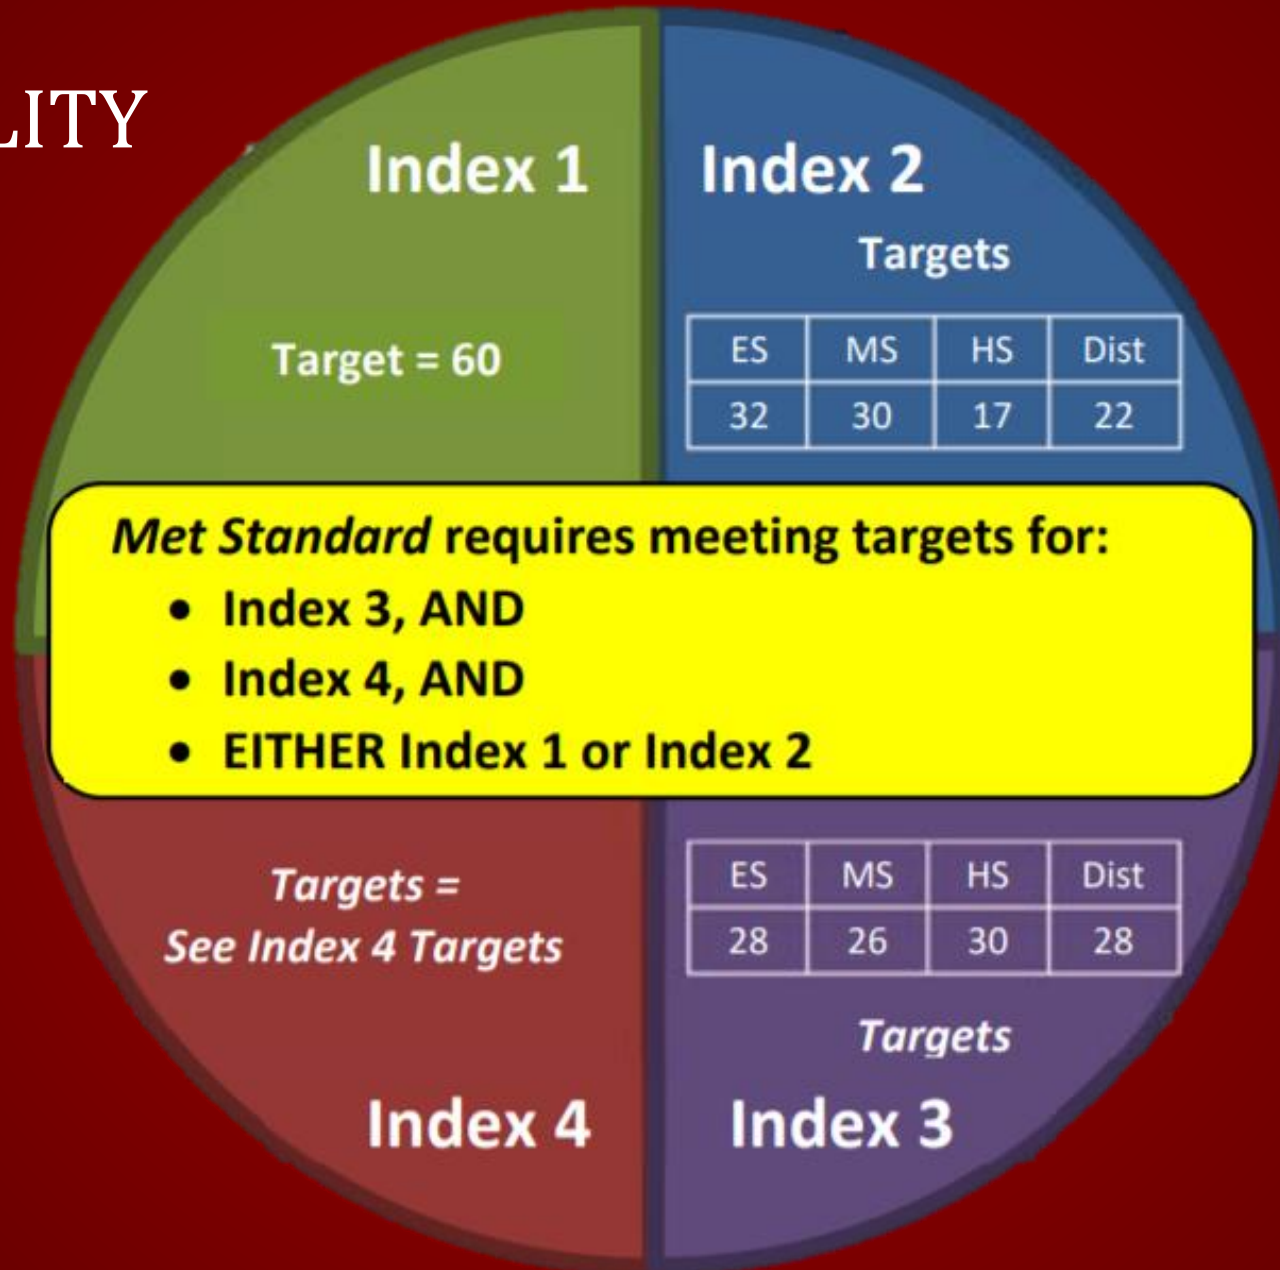 LITY
Index 1
Target = 60
Index 2
Targets
ES MS HS Dist
32 30 17 22
Met Standard requires meeting targets for:
• Index 3, AND
• Index 4, AND
• EITHER Index 1 or Index 2
Targets =
See Index 4 Targets
Index 4
ES MS HS Dist
28 26 30 28
Targets
Index 3